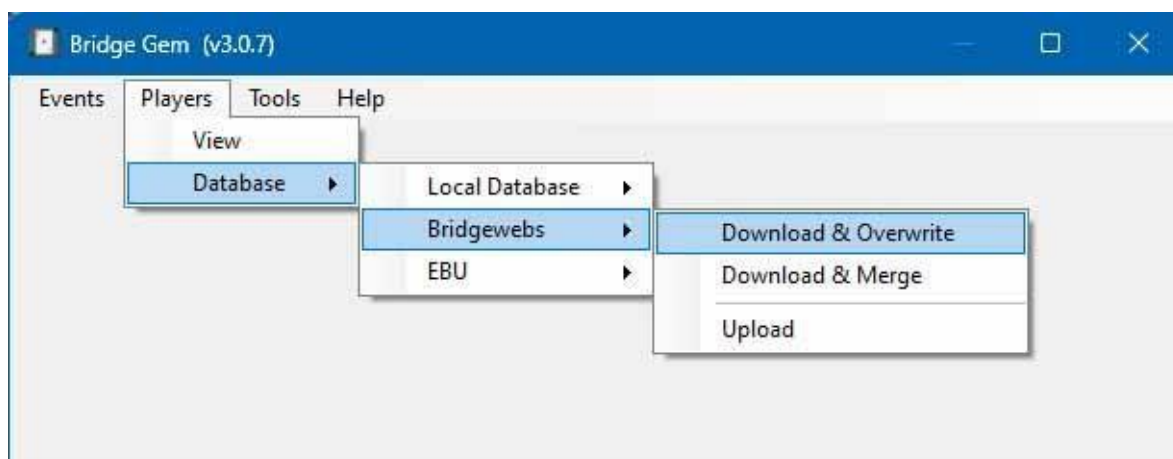 Bridge Gem (v3.0.7)
Events Players Tools Help
View
Database
Local Database
Bridgewebs
Download & Overwrite
EBU
Download & Merge
Upload